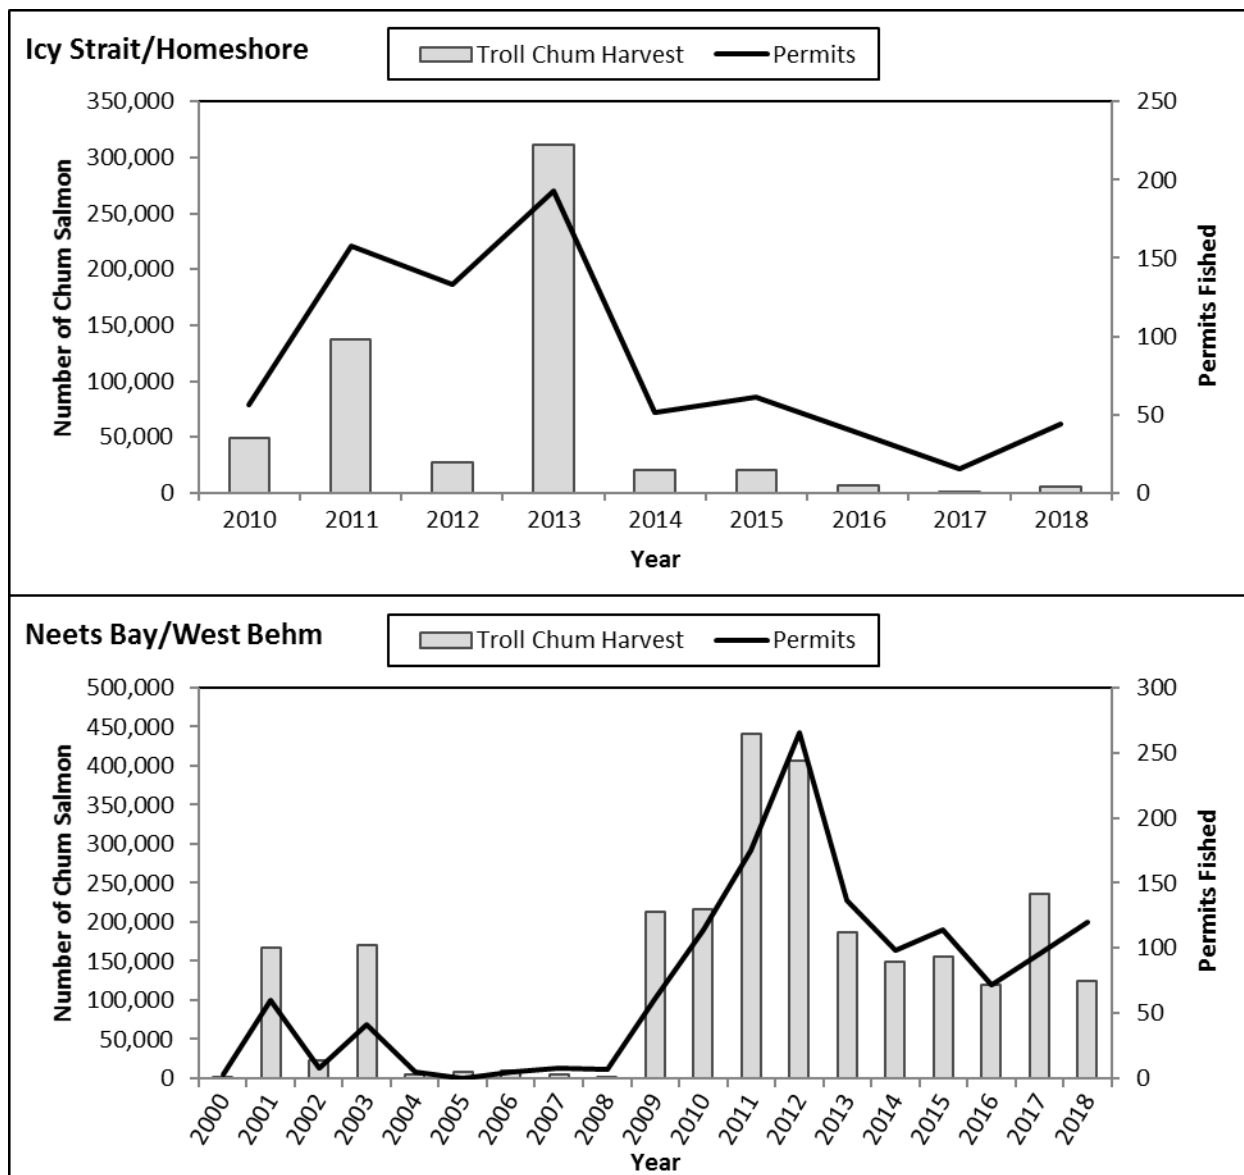 Icy Strait/Homeshore
Troll Chum Harvest Permits
350,000
300,000
250,000
200,000
150,000
100,000
50,000
0
Number of Chum Salmon
250
200
150
100
50
0
Permits Fished
2010 2011 2012 2013 2014 2015 2016 2017 2018
Year
Neets Bay/West Behm
Troll Chum Harvest Permits
500,000
450,000
400,000
350,000
300,000
250,000
200,000
150,000
100,000
50,000
0
Number of Chum Salmon
300
250
200
150
100
50
0
Permits Fished
2000 2001 2002 2003 2004 2005 2006 2007 2008 2009 2010 2011 2012 2013 2014 2015 2016 2017 2018
Year